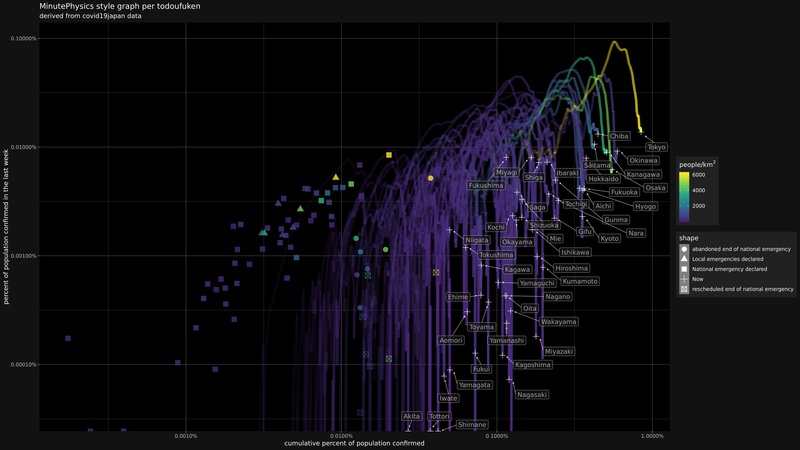 MinutePhysics style graph per todoufuken
derived from covid19japan data
percent of population confirmed in the last week
0.10000%
0.01000%
0.00100%
0.00010%
Chiba
Tokyo
Miyagi
Saitama
Okinawa
Ibaraki
Kanagawa
Shiga
Hokkaido
Fukushima
Osaka
Fukuoka
Saga
Tochigi
Aichi
Hyogo
Gunma
Kochi
Shizuoka
Gifu
Nara
Niigata
Okayama
Mie
Kyoto
Tokushima
Ishikawa
Kagawa
Hiroshima
Yamaguchi
Kumamoto
Ehime
Nagano
Oita
Toyama
Wakayama
Aomori
Yamanashi
Miyazaki
Fukui
Kagoshima
Yamagata
Iwate
Nagasaki
Akita
Tottori
Shimane
0.0010%
0.0100%
0.1000%
1.0000%
cumulative percent of population confirmed
people/km2
6000
4000
2000
shape
abandoned end of national emergency
Local emergencies declared
National emergency declared
Now
rescheduled end of national emergency